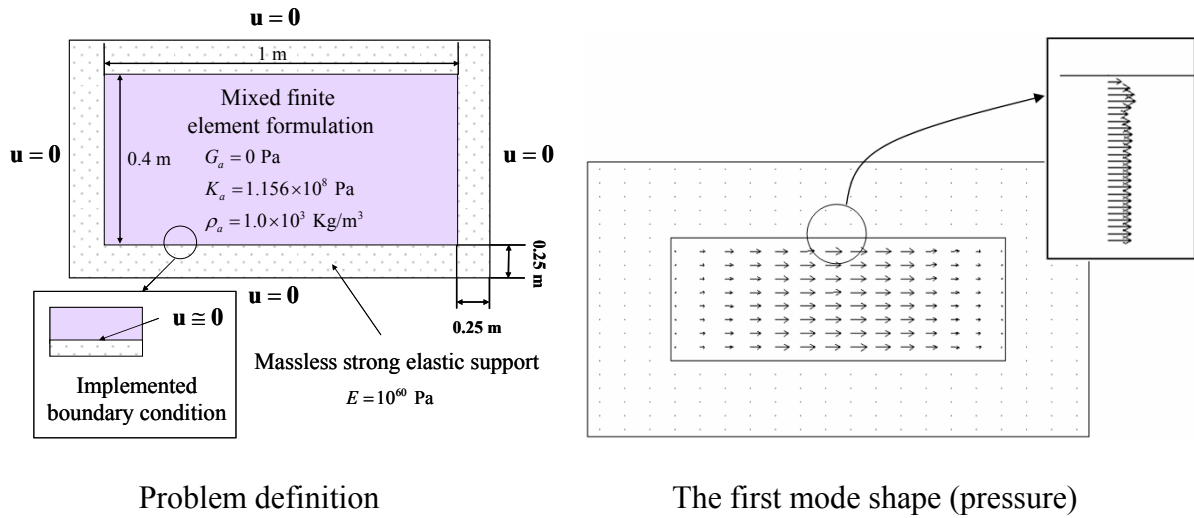 u = 0
1 m
Mixed finite
element formulation
0.4 m
G_a = 0 Pa
K_a = 1.156×10^8 Pa
ρ_a = 1.0×10^3 Kg/m^3
u = 0
u = 0
0.25 m
u = 0
0.25 m
u ≅ 0
Implemented
boundary condition
Massless strong elastic support
E = 10^60 Pa
Problem definition
The first mode shape (pressure)